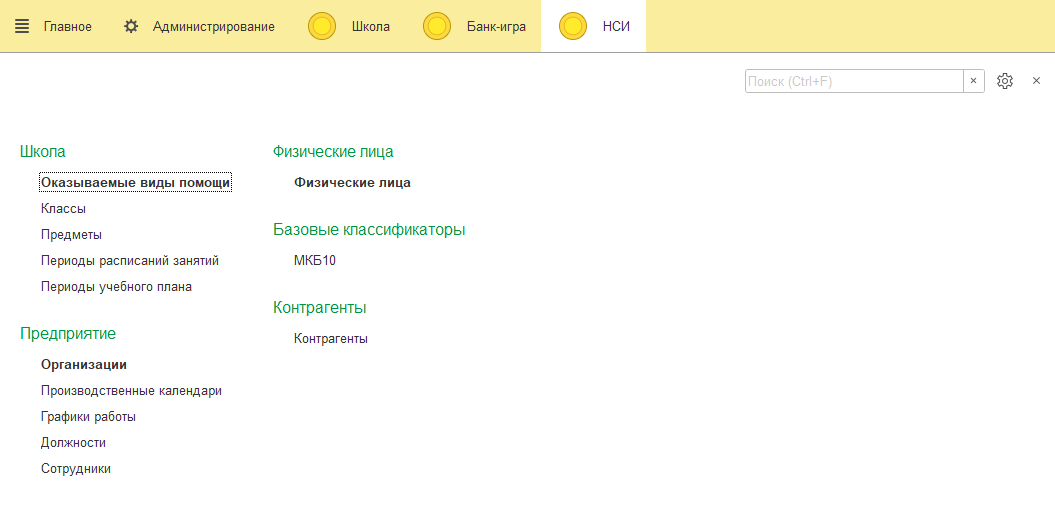 Главное
Администрирование
Школа
Банк-игра
НСИ
Поиск (Ctrl+F)
Школа
Оказываемые виды помощи
Классы
Предметы
Периоды расписаний занятий
Периоды учебного плана
Предприятие
Организации
Производственные календари
Графики работы
Должности
Сотрудники
Физические лица
Физические лица
Базовые классификаторы
МКБ10
Контрагенты
Контрагенты